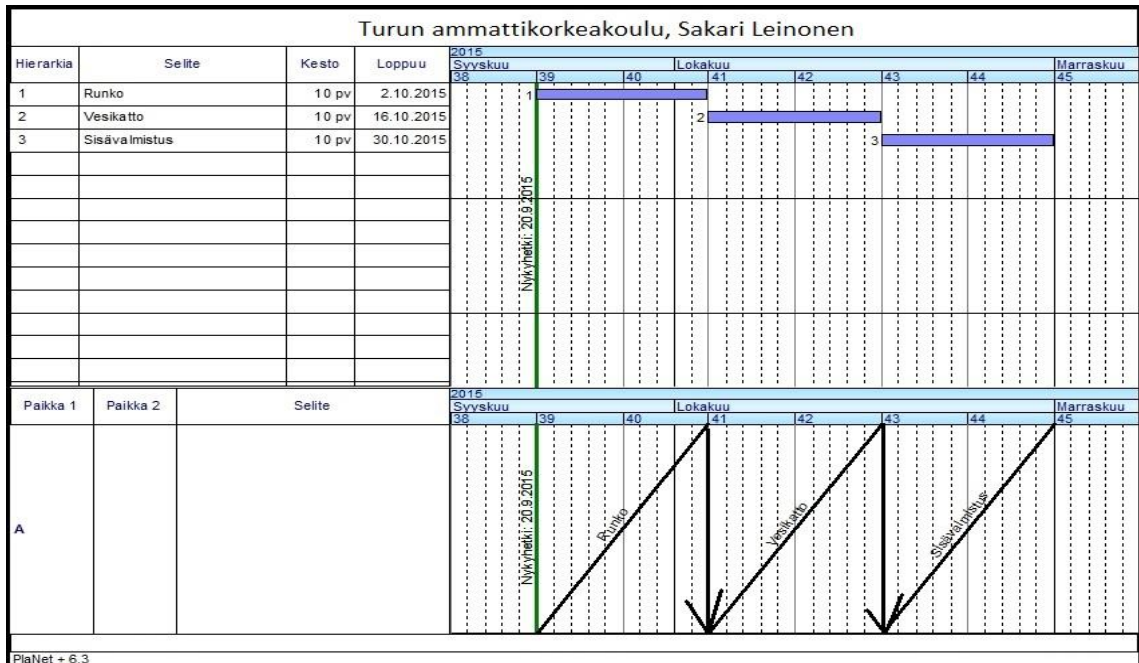 Turun ammattikorkeakoulu, Sakari Leinonen
Hierarkia Selite Kesto Loppuu
2015
Syyskuu Lokakuu Marraskuu
38 39 40 41 42 43 44 45
1 Runko 10 pv 2.10.2015 1
2 Vesikatto 10 pv 16.10.2015 2
3 Sisävalmistus 10 pv 30.10.2015 3
Nykyhetki: 20.9.2015
Paikka 1 Paikka 2 Selite
2015
Syyskuu Lokakuu Marraskuu
38 39 40 41 42 43 44 45
A
Nykyhetki: 20.9.2015
Runko
Vesikatto
Sisävalmistus
PlaNet + 6.3